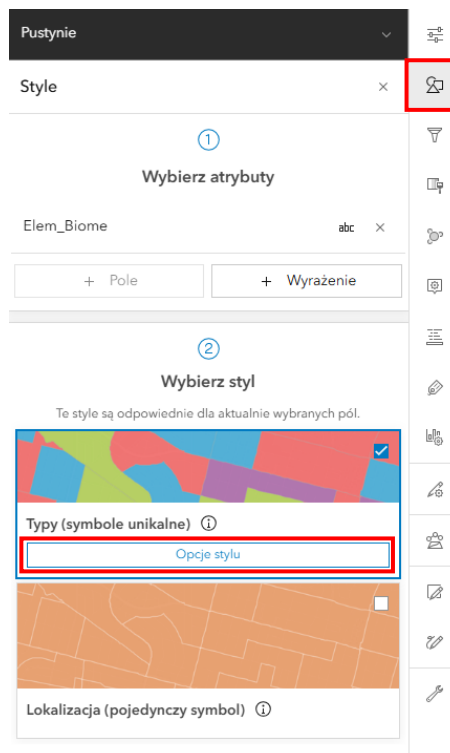 Pustynie
Style
1
Wybierz atrybuty
Elem_Biome abc
+ Pole + Wyrażenie
2
Wybierz styl
Te style są odpowiednie dla aktualnie wybranych pól.
Typy (symbole unikalne)
Opcje stylu
Lokalizacja (pojedynczy symbol)